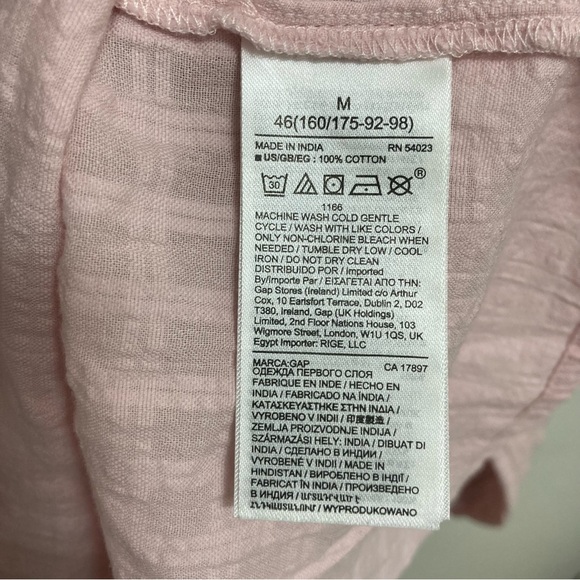 M
46(160/175-92-98)
MADE IN INDIA RN 54023
■ US/GB/EG : 100% COTTON
30 ®
1166
MACHINE WASH COLD GENTLE
CYCLE / WASH WITH LIKE COLORS /
ONLY NON-CHLORINE BLEACH WHEN
NEEDED / TUMBLE DRY LOW / COOL
IRON / DO NOT DRY CLEAN
DISTRIBUIDO POR / Imported
By/Importe Par / ΕΙΣΑΓΕΤΑΙ ΑΠΟ ΤΗΝ:
Gap Stores (Ireland) Limited c/o Arthur
Cox, 10 Earlsfort Terrace, Dublin 2, D02
T380, Ireland, Gap (UK Holdings)
Limited, 2nd Floor Nations House, 103
Wigmore Street, London, W1U 1QS, UK
Egypt Importer: RIGE, LLC
MARCA:GAP CA 17897
ОДЕЖДА ПЕРВОГО СЛОЯ
FABRIQUE EN INDE / HECHO EN
INDIA / FABRICADO NA ÍNDIA /
ΚΑΤΑΣΚΕΥΑΣΤΗΚΕ ΣΤΗΝ ΙΝΔΙΑ /
VYROBENO V INDII / 印度製造 /
ZEMLJA PROIZVODNJE INDIJA /
SZÁRMAZÁSI HELY: INDIA / DIBUAT DI
INDIA / СДЕЛАНО В ИНДИИ /
VYROBENÉ V INDII / MADE IN
HINDISTAN / ВИРОБЛЕНО В ІНДІЇ /
FABRICAT ÎN INDIA / ПРОИЗВЕДЕНО
В ИНДИЯ /
/ WYPRODUKOWANO